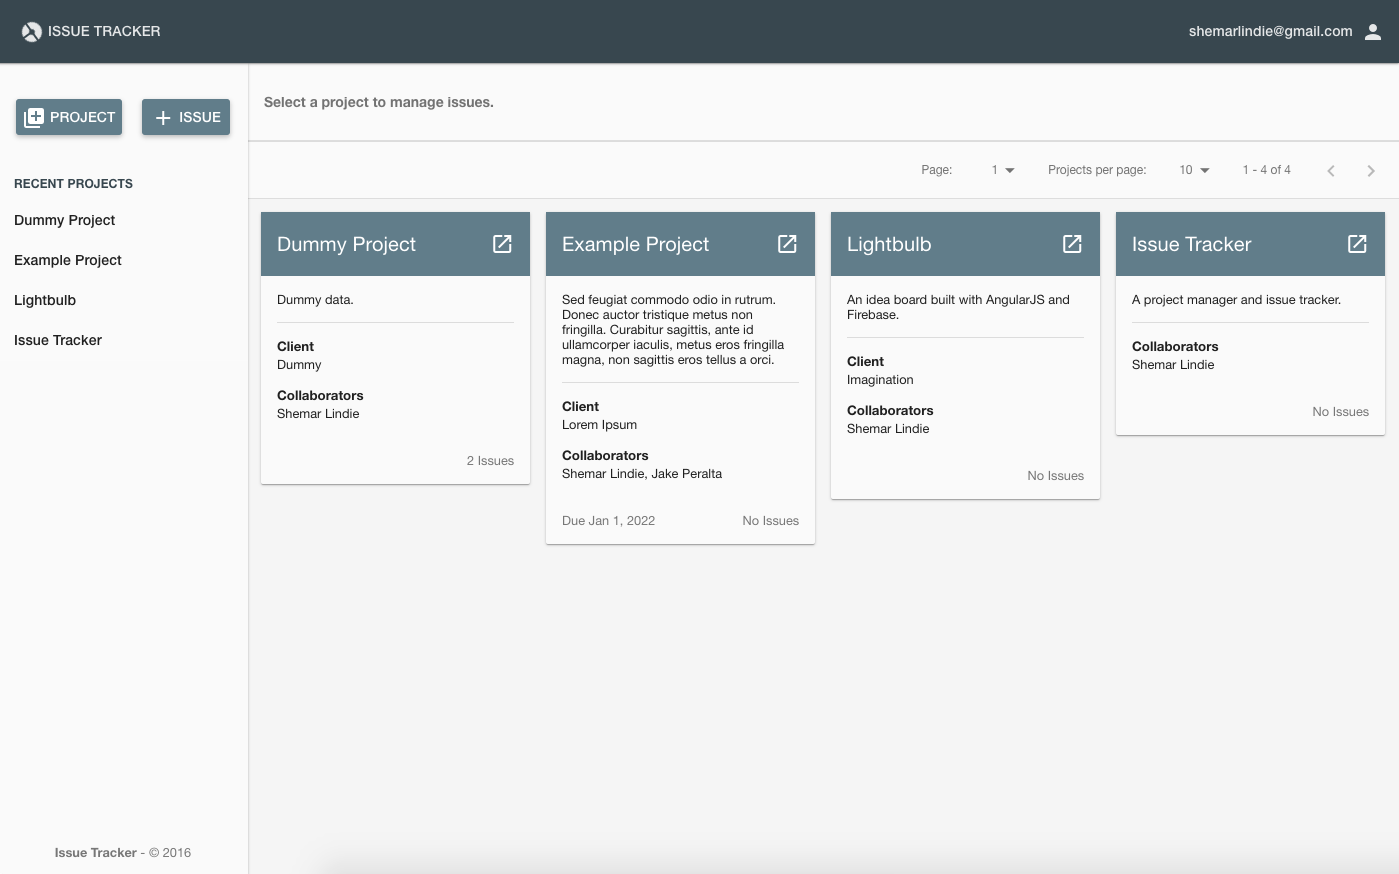 ISSUE TRACKER
shemarlindie@gmail.com
PROJECT
ISSUE
RECENT PROJECTS
Dummy Project
Example Project
Lightbulb
Issue Tracker
Issue Tracker - © 2016
Select a project to manage issues.
Page: 1 Projects per page: 10 1 - 4 of 4
Dummy Project
Dummy data.
Client
Dummy
Collaborators
Shemar Lindie
2 Issues
Example Project
Sed feugiat commodo odio in rutrum.
Donec auctor tristique metus non
fringilla. Curabitur sagittis, ante id
ullamcorper iaculis, metus eros fringilla
magna, non sagittis eros tellus a orci.
Client
Lorem Ipsum
Collaborators
Shemar Lindie, Jake Peralta
Due Jan 1, 2022 No Issues
Lightbulb
An idea board built with AngularJS and
Firebase.
Client
Imagination
Collaborators
Shemar Lindie
No Issues
Issue Tracker
A project manager and issue tracker.
Collaborators
Shemar Lindie
No Issues